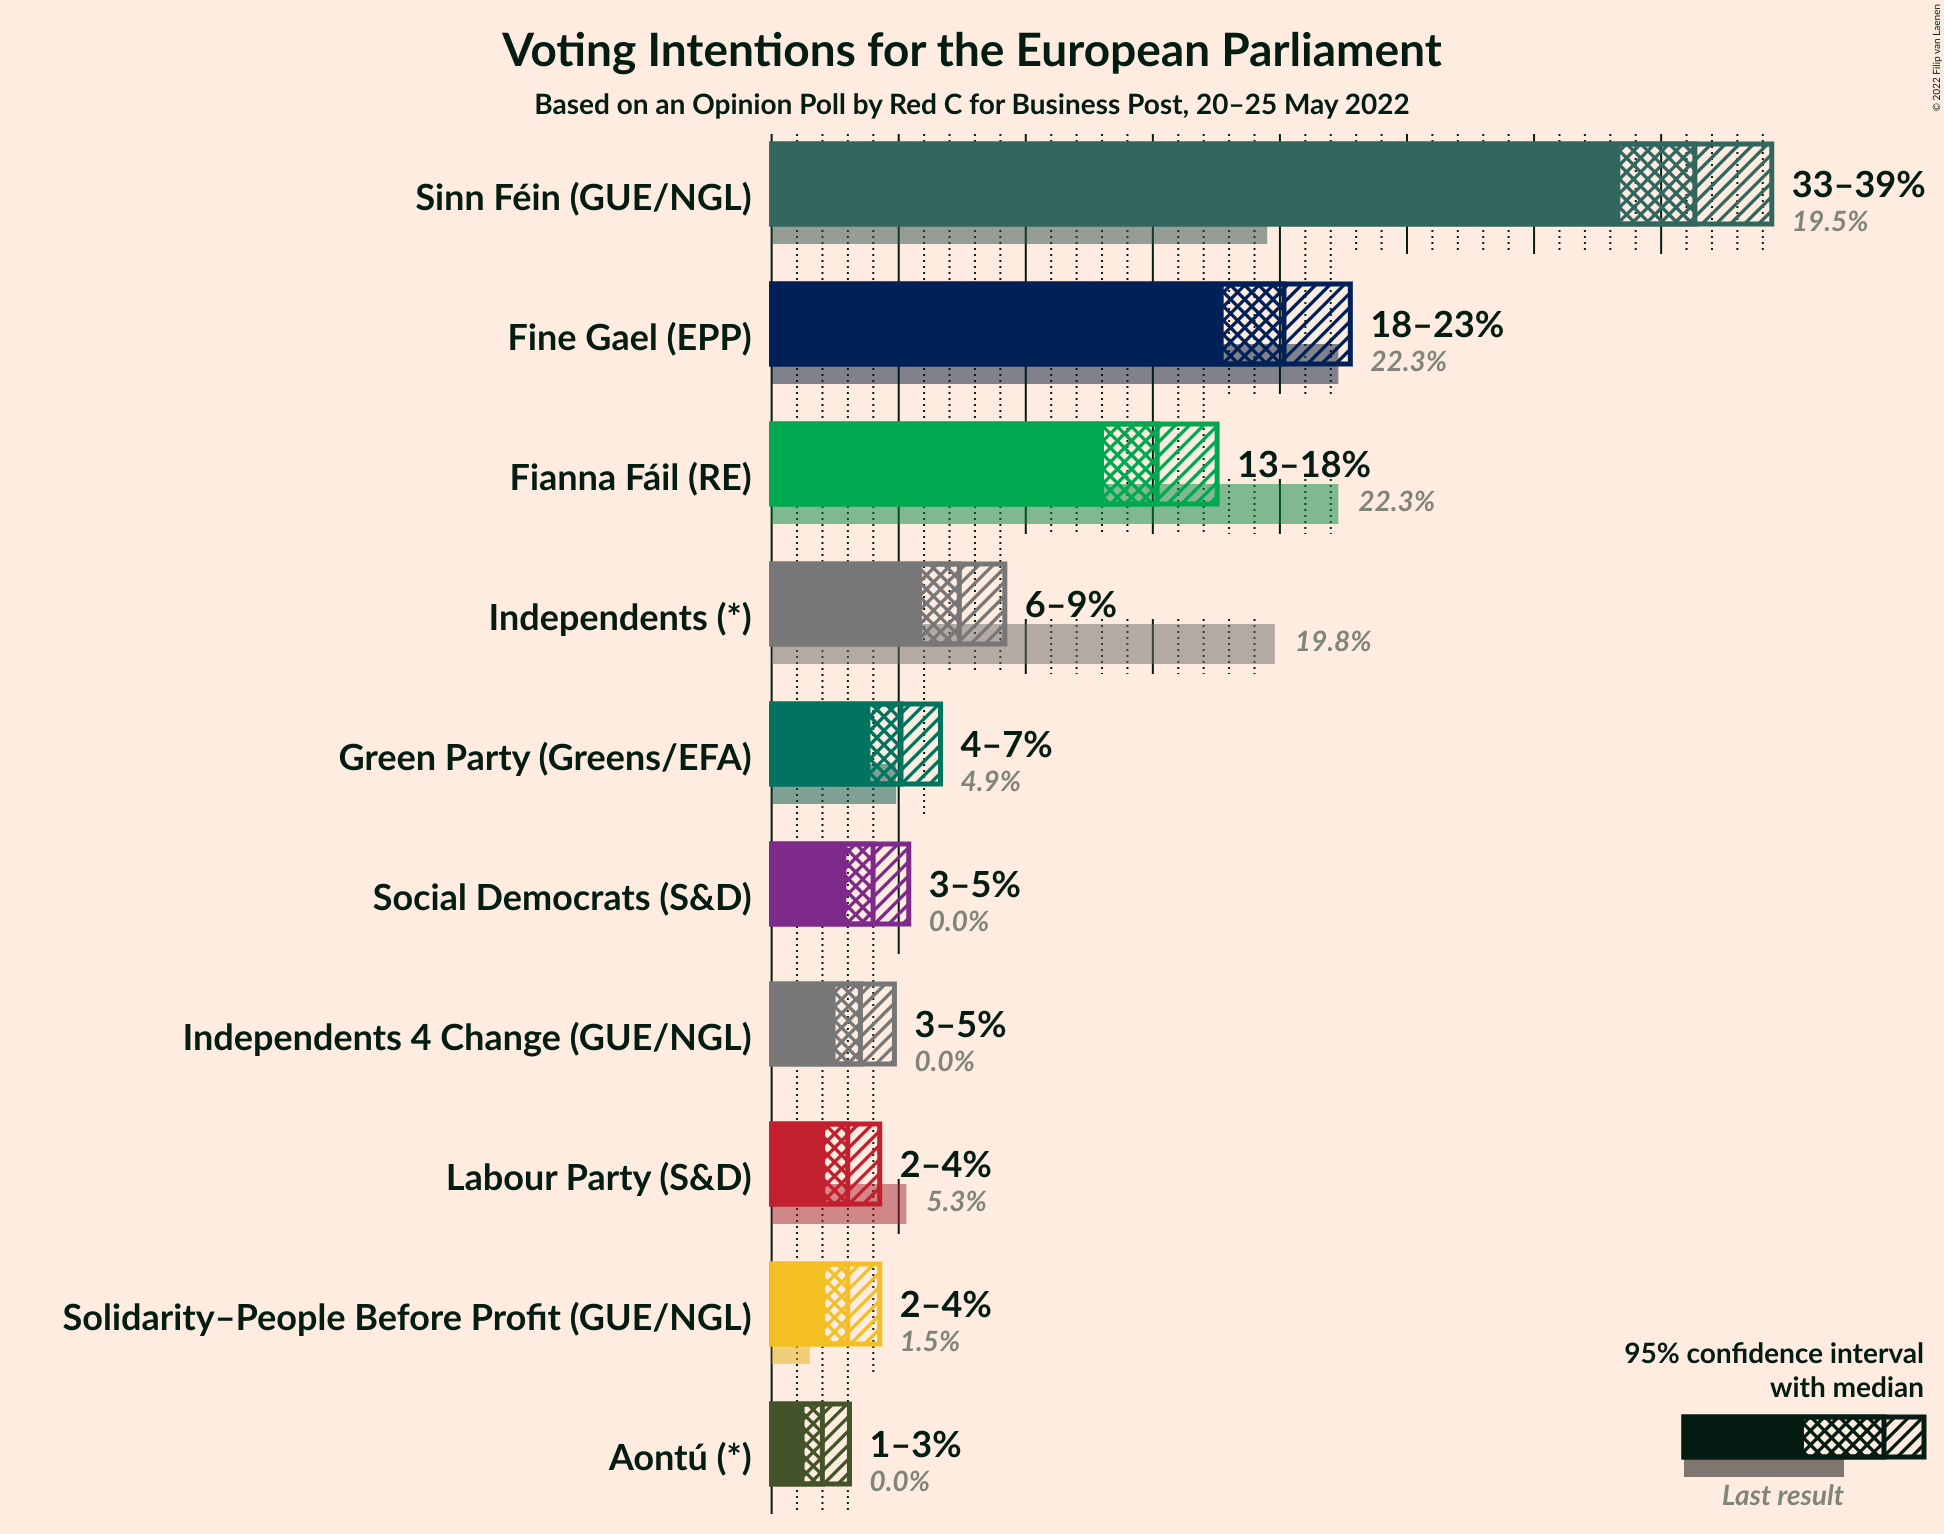 Voting Intentions for the European Parliament
Based on an Opinion Poll by Red C for Business Post, 20–25 May 2022
© 2022 Filip van Laenen
Sinn Féin (GUE/NGL)
33–39%
19.5%
Fine Gael (EPP)
18–23%
22.3%
Fianna Fáil (RE)
13–18%
22.3%
Independents (*)
6–9%
19.8%
Green Party (Greens/EFA)
4–7%
4.9%
Social Democrats (S&D)
3–5%
0.0%
Independents 4 Change (GUE/NGL)
3–5%
0.0%
Labour Party (S&D)
2–4%
5.3%
Solidarity–People Before Profit (GUE/NGL)
2–4%
1.5%
Aontú (*)
1–3%
0.0%
95% confidence interval
with median
Last result